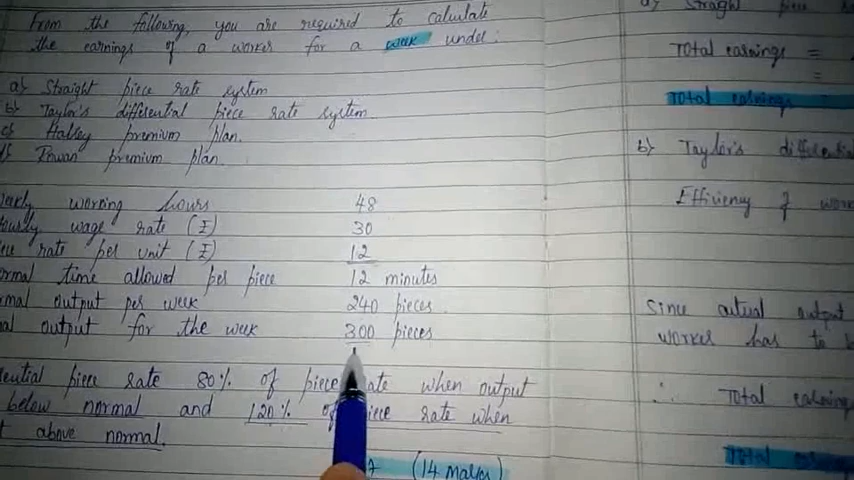 From the following, you are required to calculate
the earnings of a worker for a week under:
a) Straight piece rate system
b) Taylor's differential piece rate system
c) Halsey premium plan.
d) Rowan premium plan.
working hours 48
wage rate (₹) 30
rate per unit (₹) 12
time allowed per piece 12 minutes
output per week 240 pieces
output for the week 300 pieces
piece rate 80% of piece rate when output
below normal and 120% of piece rate when
above normal.
(14 Marks)
Total earnings =
=
Total earnings
b) Taylor's
Efficiency of
Since actual output
worker has to
∴ Total
Total